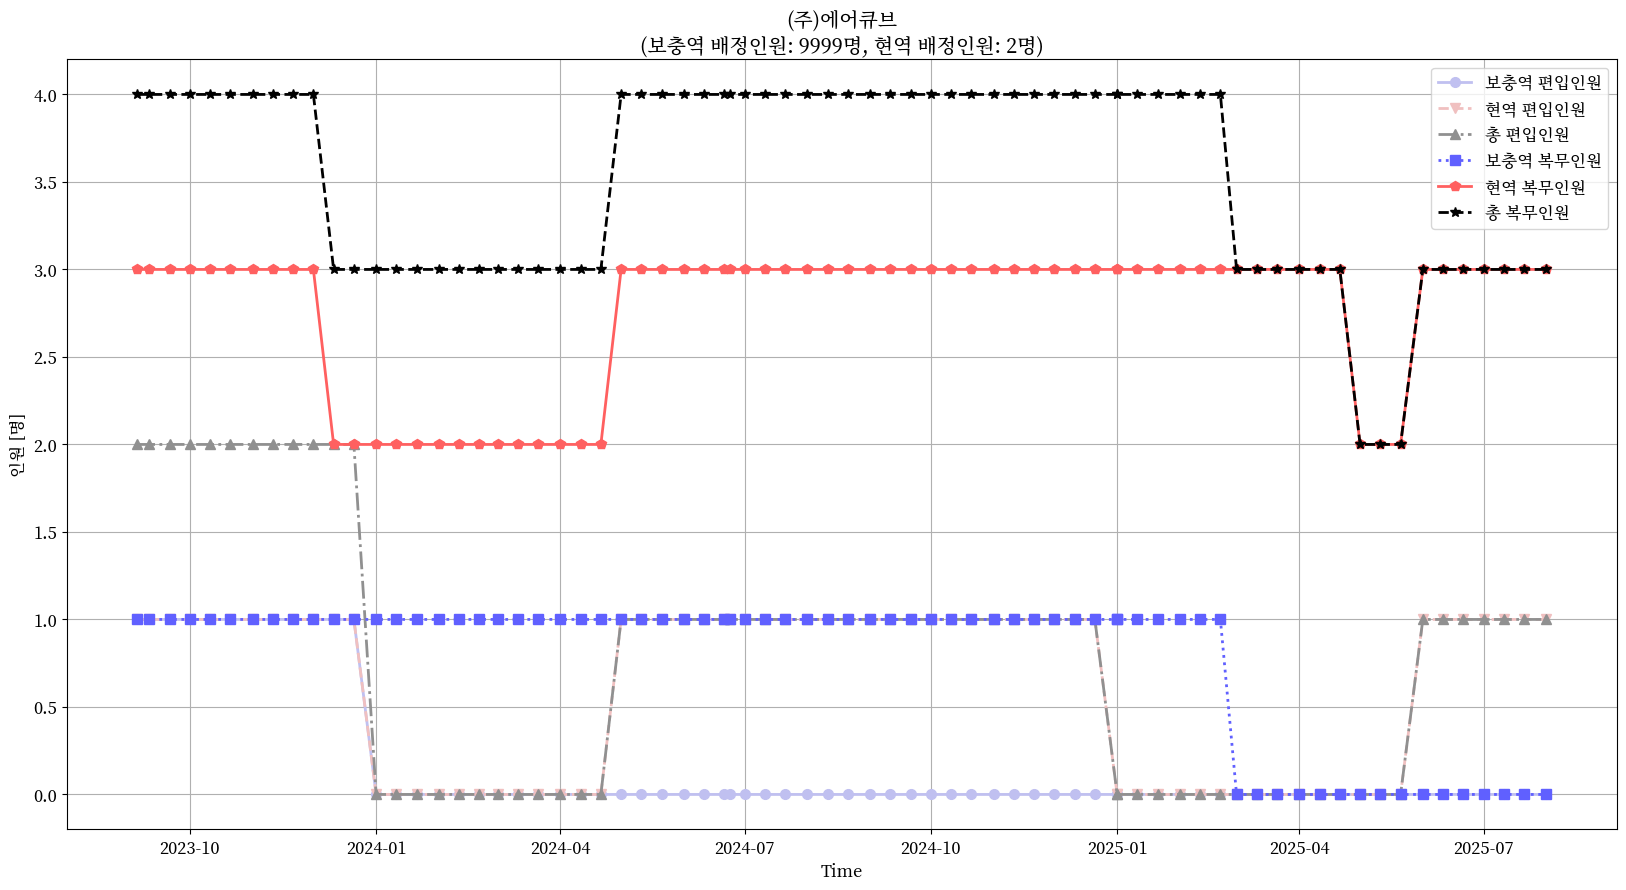 (주)에어큐브
(보충역 배정인원: 9999명, 현역 배정인원: 2명)
보충역 편입인원
현역 편입인원
총 편입인원
보충역 복무인원
현역 복무인원
총 복무인원
인원 [명]
4.0
3.5
3.0
2.5
2.0
1.5
1.0
0.5
0.0
2023-10
2024-01
2024-04
2024-07
2024-10
2025-01
2025-04
2025-07
Time